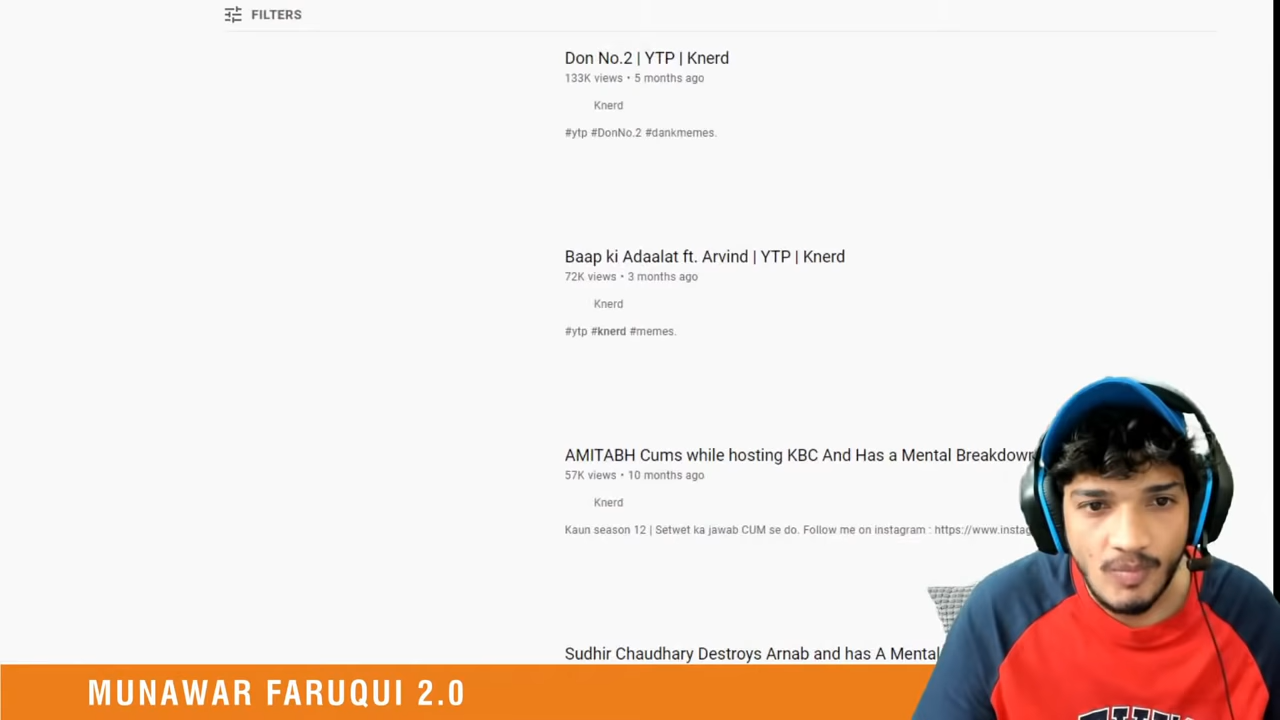 FILTERS
Don No.2 | YTP | Knerd
133K views • 5 months ago
Knerd
#ytp #DonNo.2 #dankmemes.
Baap ki Adaalat ft. Arvind | YTP | Knerd
72K views • 3 months ago
Knerd
#ytp #knerd #memes.
AMITABH Cums while hosting KBC And Has a Mental Breakdown
57K views • 10 months ago
Knerd
Kaun season 12 | Setwet ka jawab CUM se do. Follow me on instagram : https://www.instag
Sudhir Chaudhary Destroys Arnab and has A Mental
MUNAWAR FARUQUI 2.0